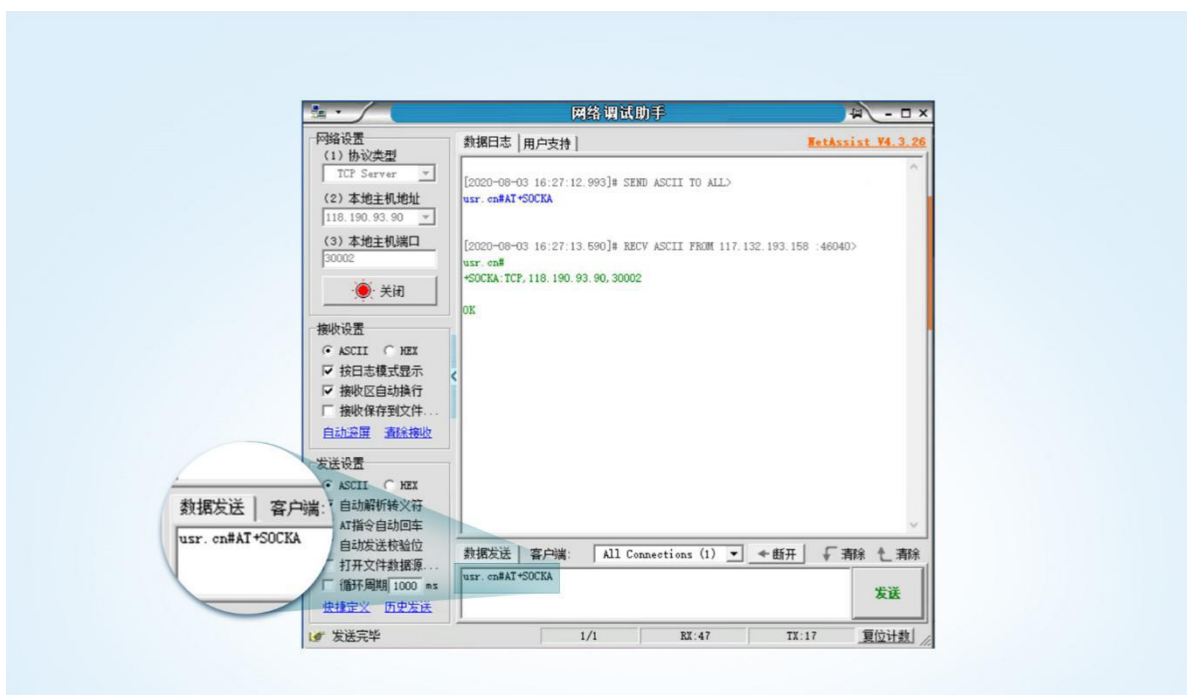 网络调试助手
网络设置
(1) 协议类型
TCP Server
(2) 本地主机地址
118.190.93.90
(3) 本地主机端口
30002
关闭
接收设置
ASCII HEX
按日志模式显示
接收区自动换行
接收保存到文件...
自动滚屏 清除接收
发送设置
ASCII HEX
自动解析转义符
AT指令自动回车
自动发送校验位
打开文件数据源...
循环周期 1000 ms
快捷定义 历史发送
数据日志 用户支持
NetAssist V4.3.26
[2020-08-03 16:27:12.993]# SEND ASCII TO ALL>
usr.cn#AT+SOCKA
[2020-08-03 16:27:13.590]# RECV ASCII FROM 117.132.193.158 :46040>
usr.cn#
+SOCKA:TCP,118.190.93.90,30002
OK
数据发送 客户端: All Connections (1) 断开 清除 清除
usr.cn#AT+SOCKA
发送
数据发送 客户端:
usr.cn#AT+SOCKA
发送完毕 1/1 RX:47 TX:17 复位计数